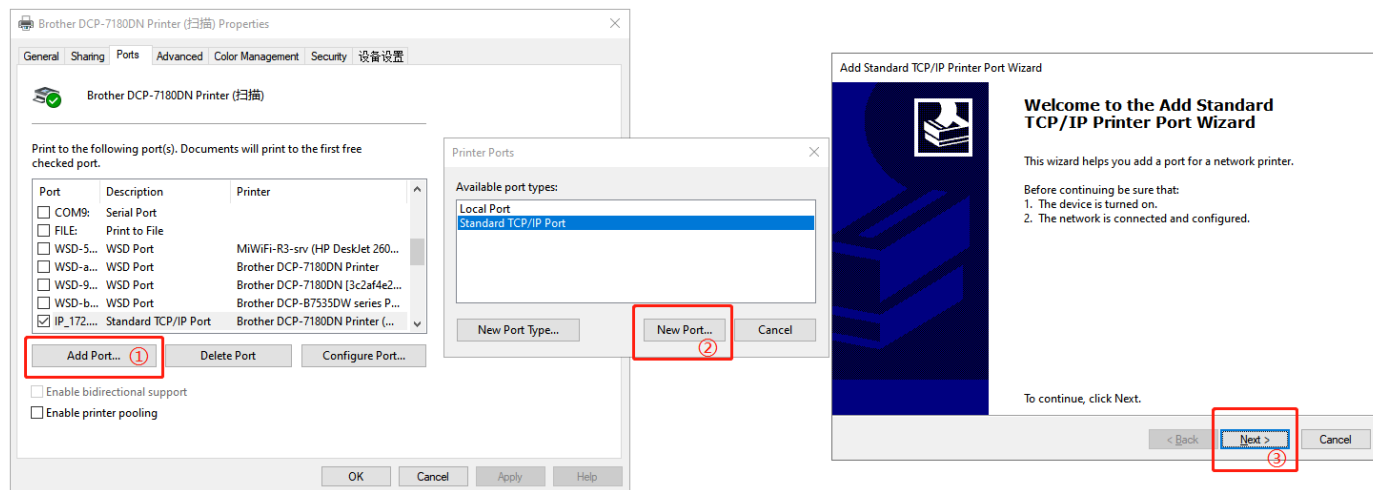 Brother DCP-7180DN Printer (扫描) Properties
General Sharing Ports Advanced Color Management Security 设备设置
Brother DCP-7180DN Printer (扫描)
Print to the following port(s). Documents will print to the first free
checked port.
Port Description Printer
COM9: Serial Port
FILE: Print to File
WSD-5... WSD Port MiWiFi-R3-srv (HP DeskJet 260...
WSD-a... WSD Port Brother DCP-7180DN Printer
WSD-9... WSD Port Brother DCP-7180DN [3c2af4e2...
WSD-b... WSD Port Brother DCP-B7535DW series P...
IP_172.... Standard TCP/IP Port Brother DCP-7180DN Printer (...
Add Port... ① Delete Port Configure Port...
Enable bidirectional support
Enable printer pooling
OK Cancel Apply Help
Printer Ports
Available port types:
Local Port
Standard TCP/IP Port
New Port Type... New Port... Cancel
②
Add Standard TCP/IP Printer Port Wizard
Welcome to the Add Standard
TCP/IP Printer Port Wizard
This wizard helps you add a port for a network printer.
Before continuing be sure that:
1. The device is turned on.
2. The network is connected and configured.
To continue, click Next.
< Back Next > Cancel
③